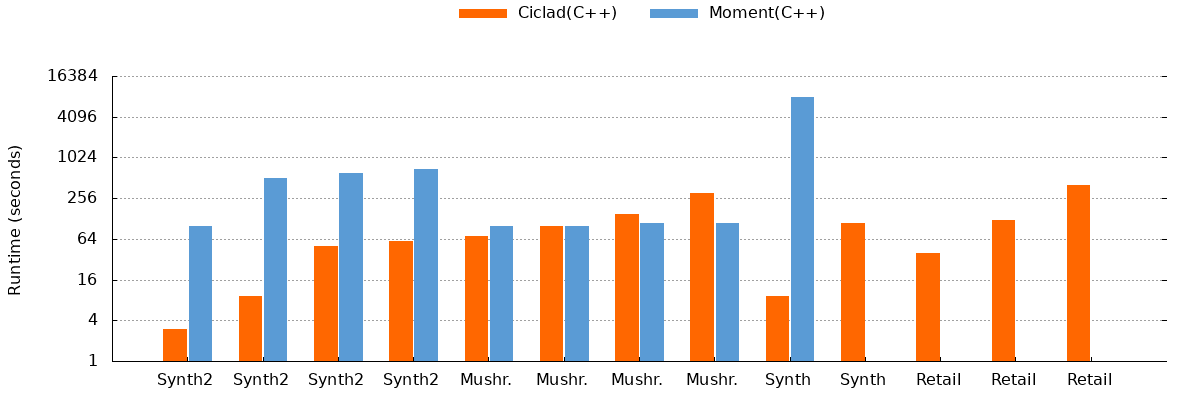 Ciclad(C++) Moment(C++)
16384
4096
1024
256
64
16
4
1
Runtime (seconds)
Synth2 Synth2 Synth2 Synth2 Mushr. Mushr. Mushr. Mushr. Synth Synth Retail Retail Retail